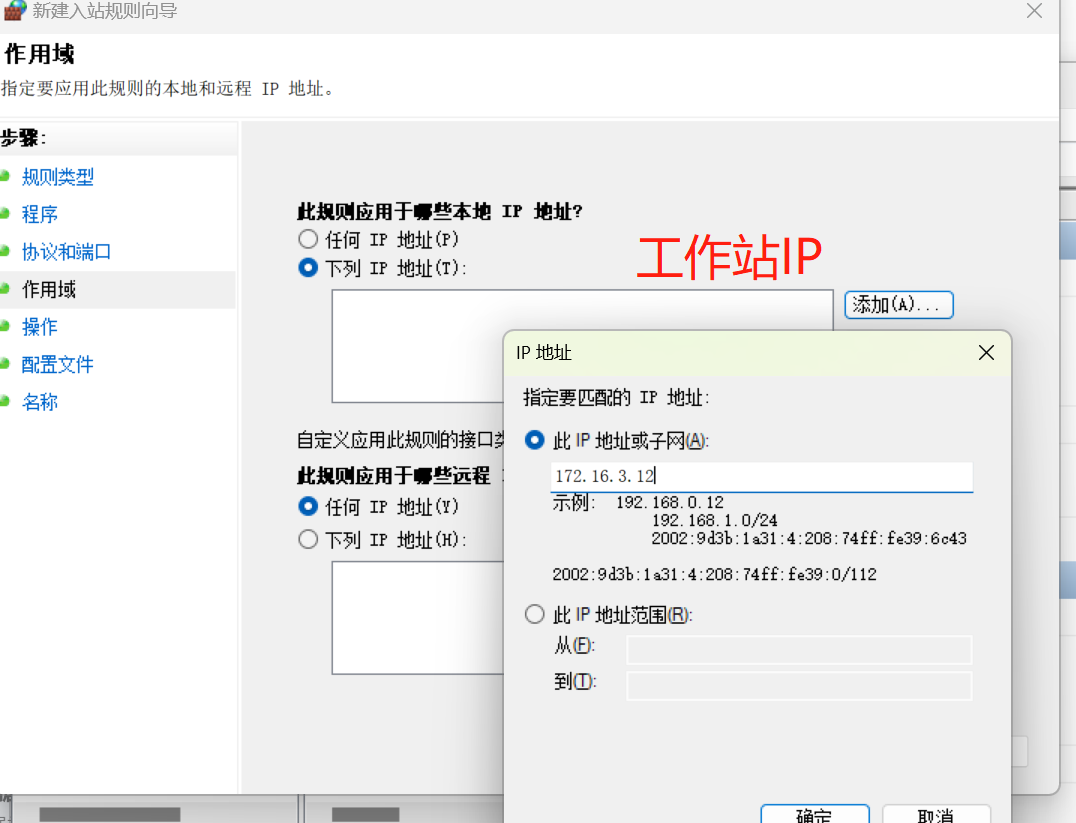 新建入站规则向导
作用域
指定要应用此规则的本地和远程 IP 地址。
步骤:
规则类型
程序
协议和端口
作用域
操作
配置文件
名称
此规则应用于哪些本地 IP 地址?
任何 IP 地址(P)
下列 IP 地址(T):
工作站IP
添加(A)...
自定义应用此规则的接口类
此规则应用于哪些远程
任何 IP 地址(Y)
下列 IP 地址(H):
IP 地址
指定要匹配的 IP 地址:
此 IP 地址或子网(A):
172.16.3.12
示例: 192.168.0.12
192.168.1.0/24
2002:9d3b:1a31:4:208:74ff:fe39:6c43
2002:9d3b:1a31:4:208:74ff:fe39:0/112
此 IP 地址范围(R):
从(F):
到(T):
确定
取消